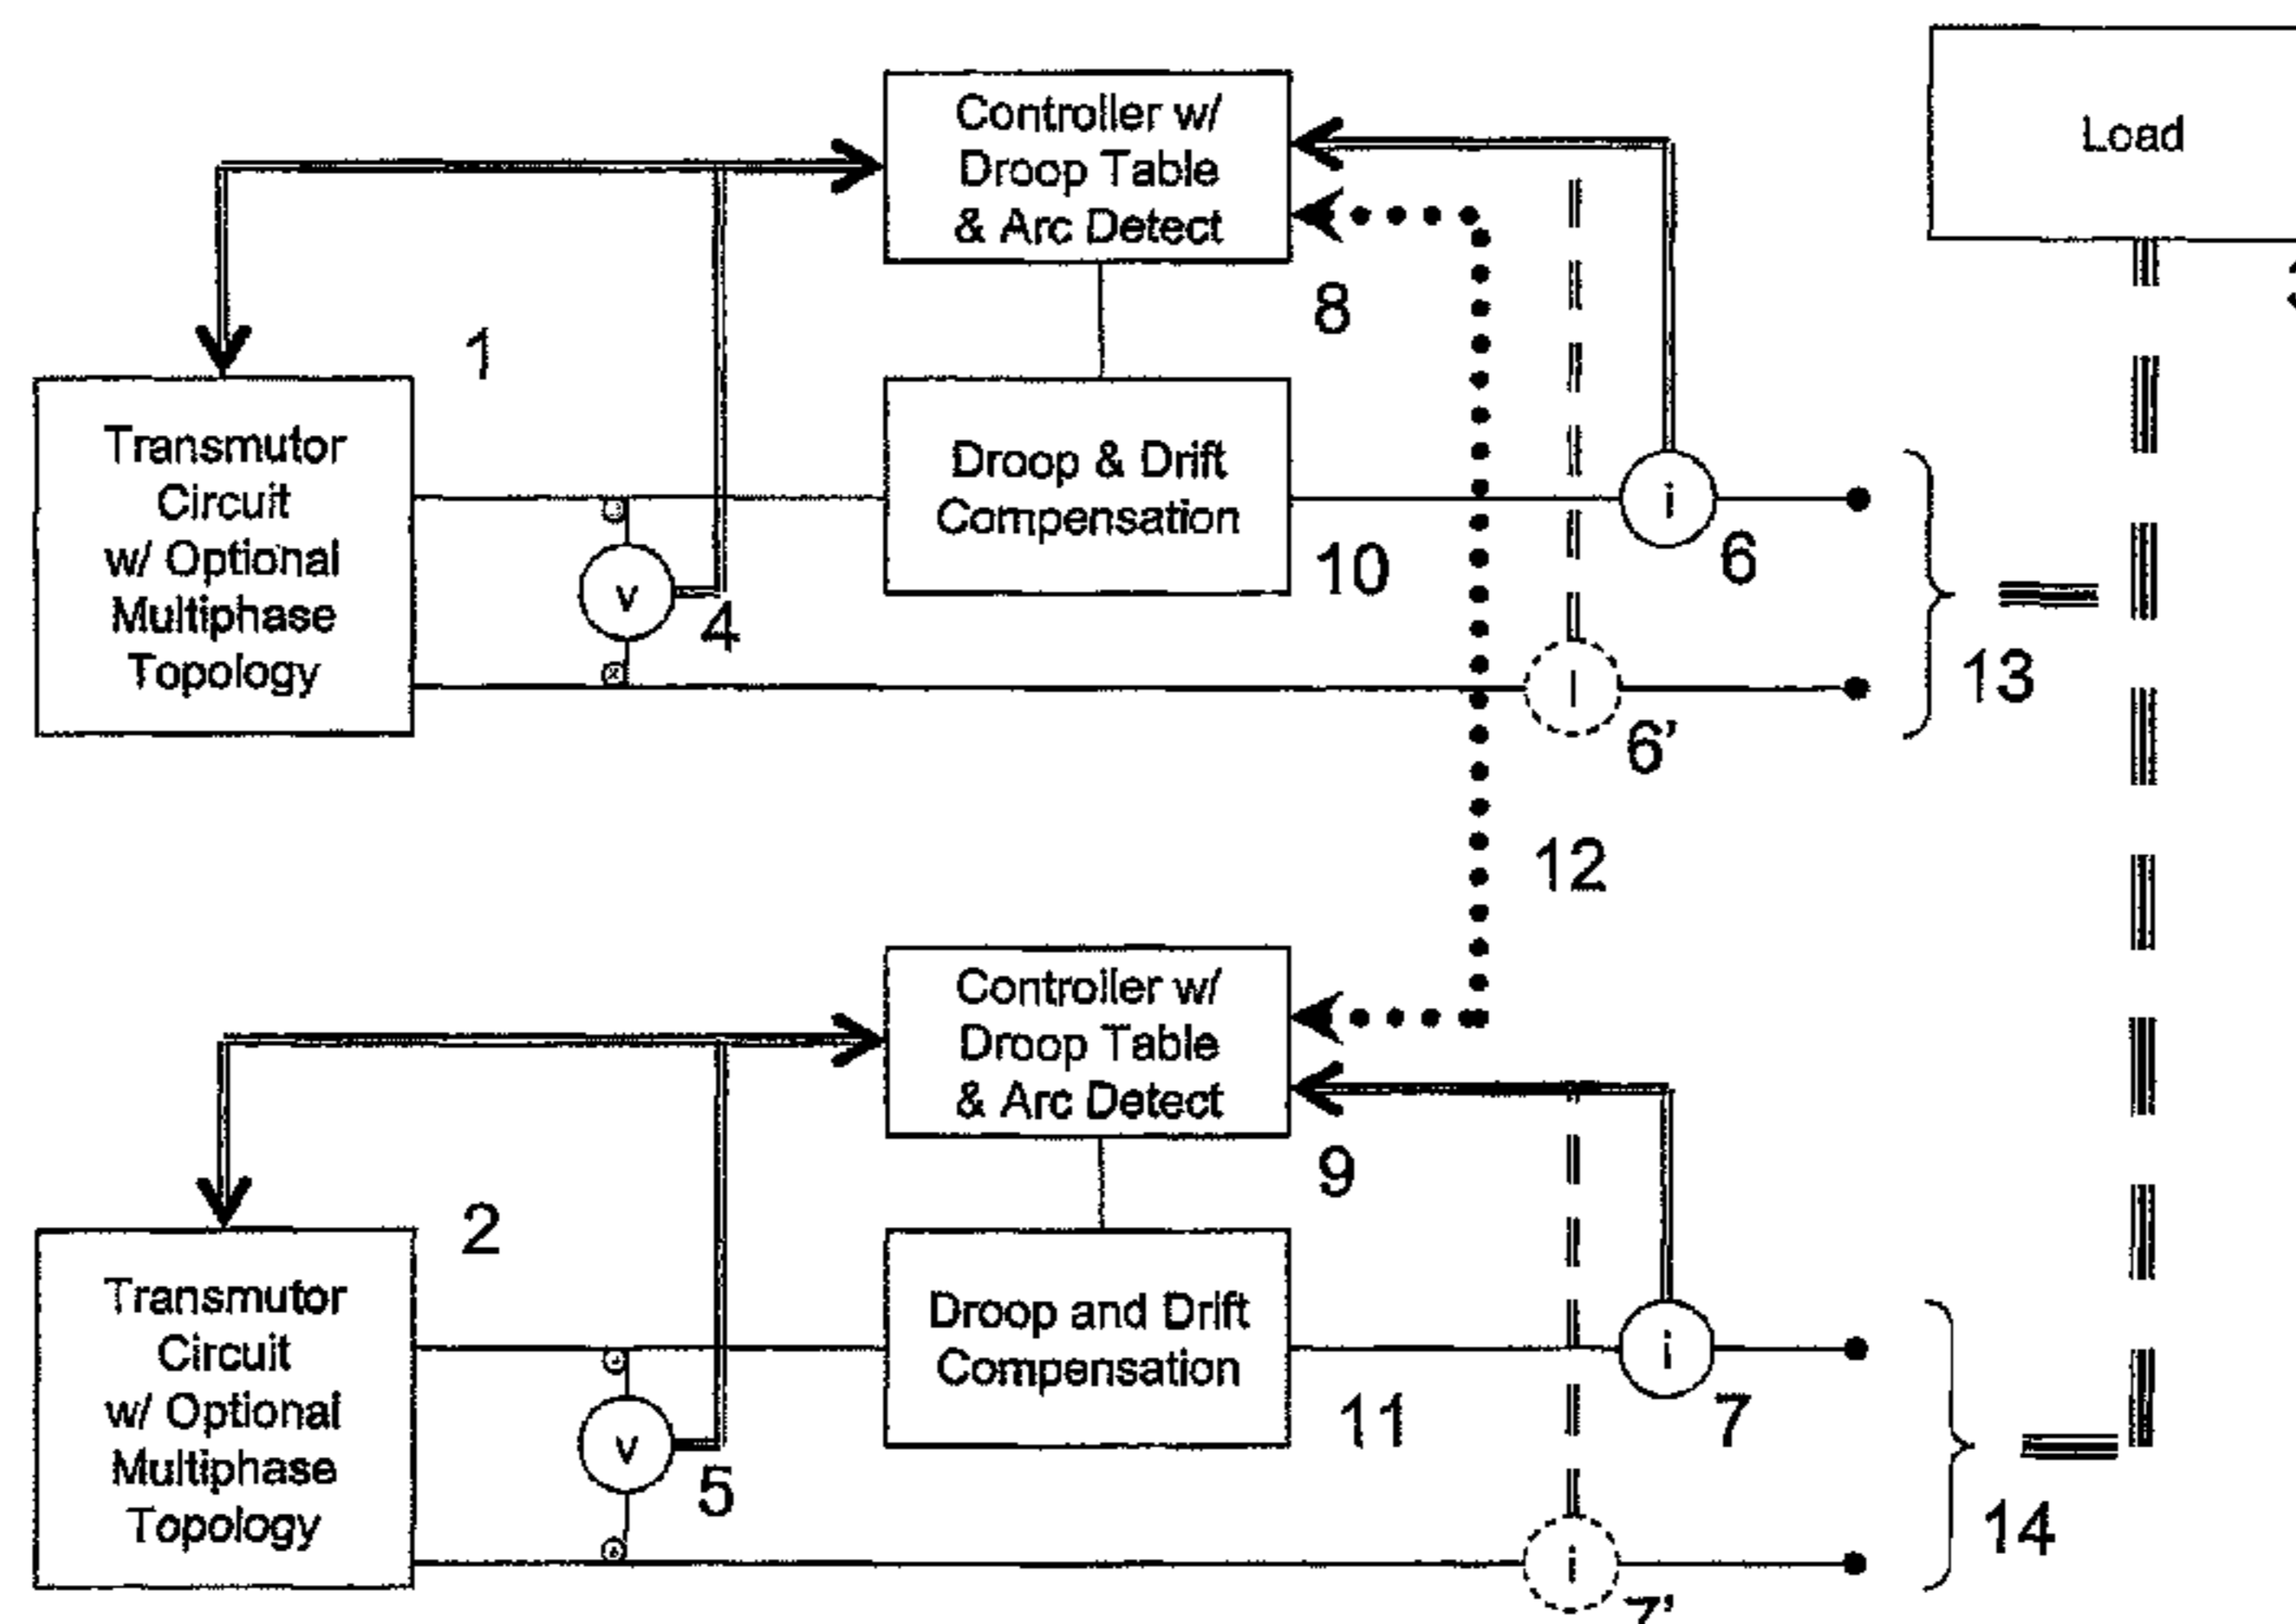 Controller w/
Droop Table
& Arc Detect
Load
8
1
Transmutor
Circuit
w/ Optional
Multiphase
Topology
Droop & Drift
Compensation
v
4
10
i
6
I
6'
13
12
Controller w/
Droop Table
& Arc Detect
9
2
Transmutor
Circuit
w/ Optional
Multiphase
Topology
Droop and Drift
Compensation
v
5
11
i
7
i
7'
14